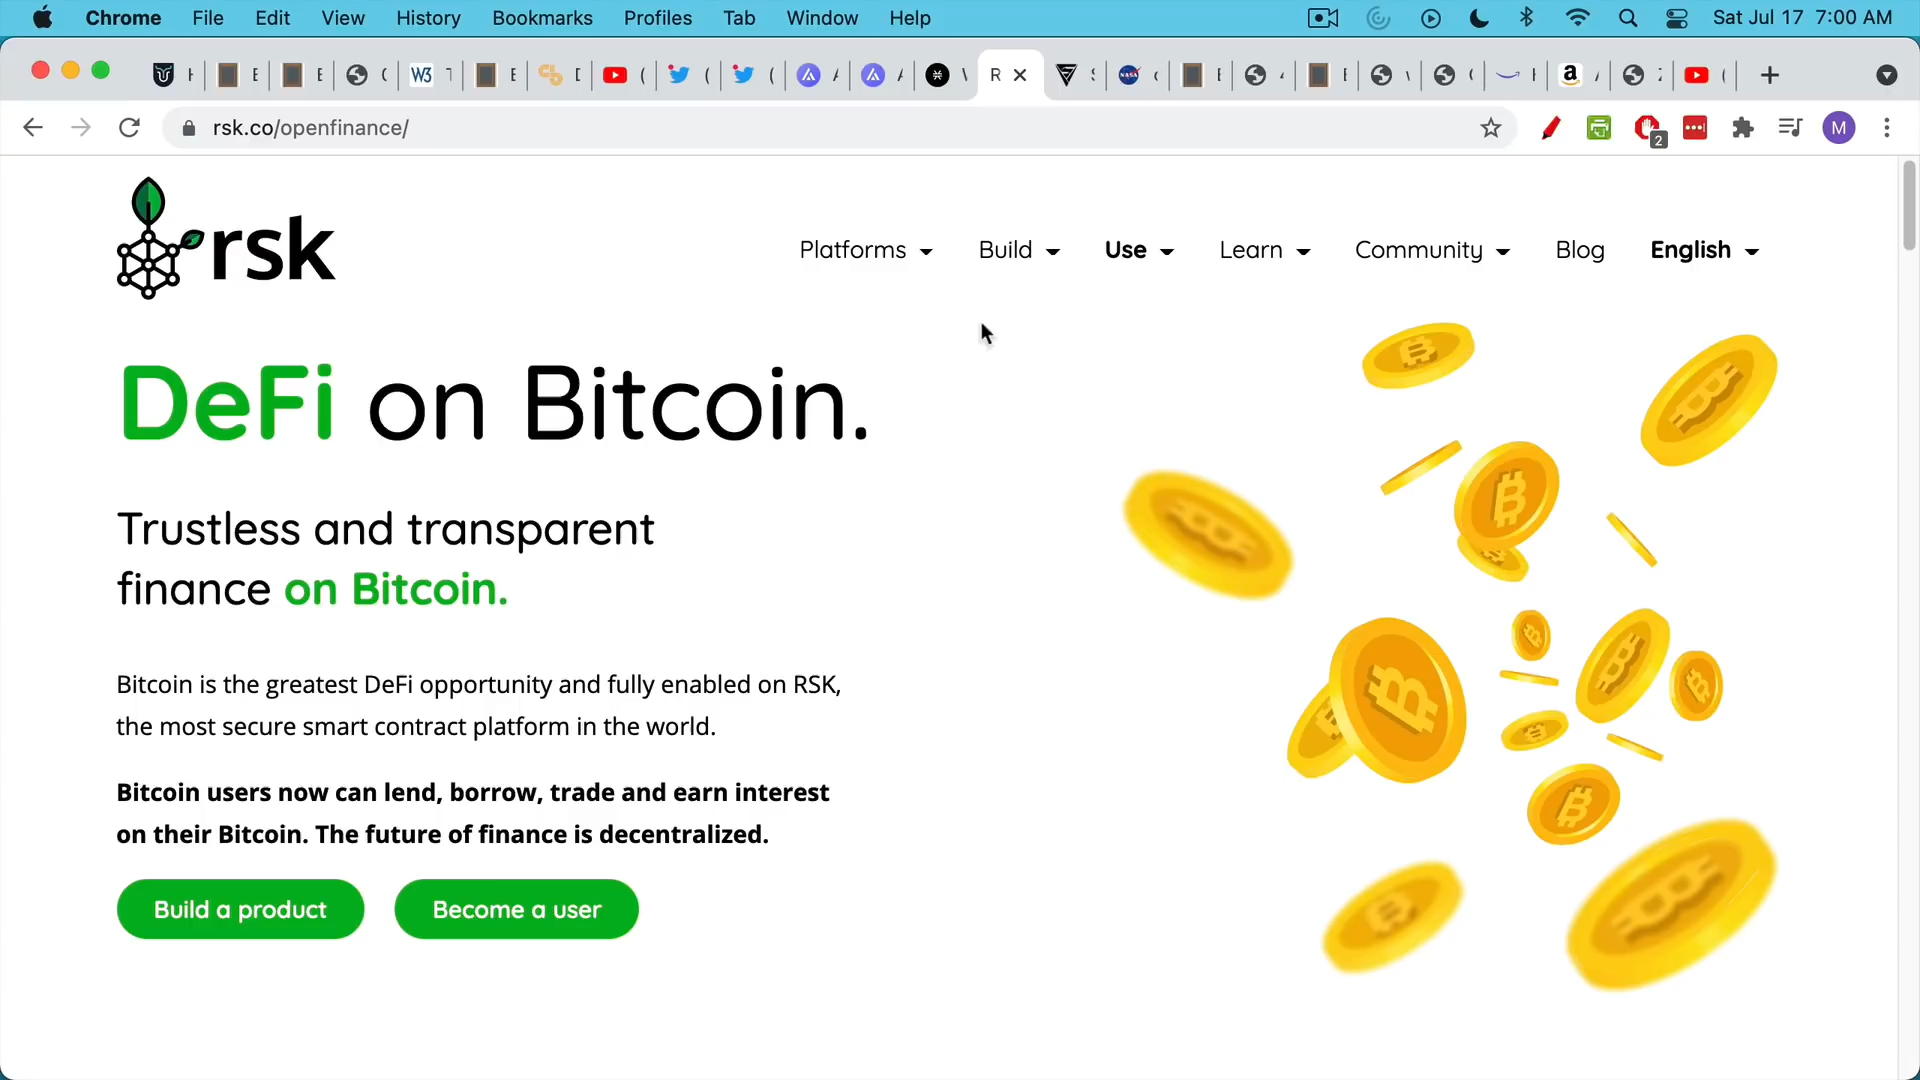 Chrome File Edit View History Bookmarks Profiles Tab Window Help Sat Jul 17 7:00 AM
W3 R a
rsk.co/openfinance/ 2 M
rsk
Platforms Build Use Learn Community Blog English
DeFi on Bitcoin.
Trustless and transparent
finance on Bitcoin.
Bitcoin is the greatest DeFi opportunity and fully enabled on RSK,
the most secure smart contract platform in the world.
Bitcoin users now can lend, borrow, trade and earn interest
on their Bitcoin. The future of finance is decentralized.
Build a product Become a user